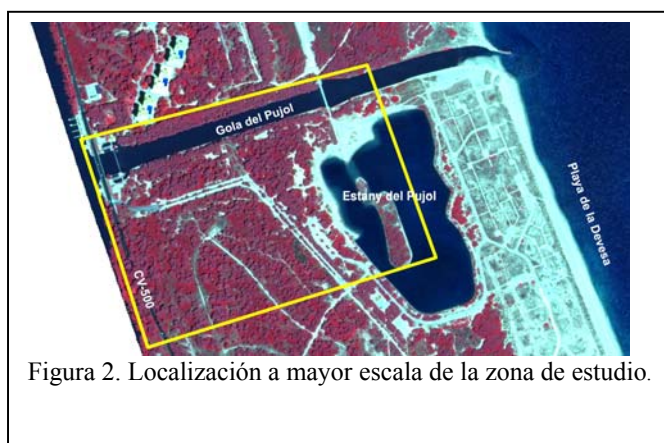 Gola del Pujol
Estany del Pujol
Playa de la Devesa
CV-500
Figura 2. Localización a mayor escala de la zona de estudio.